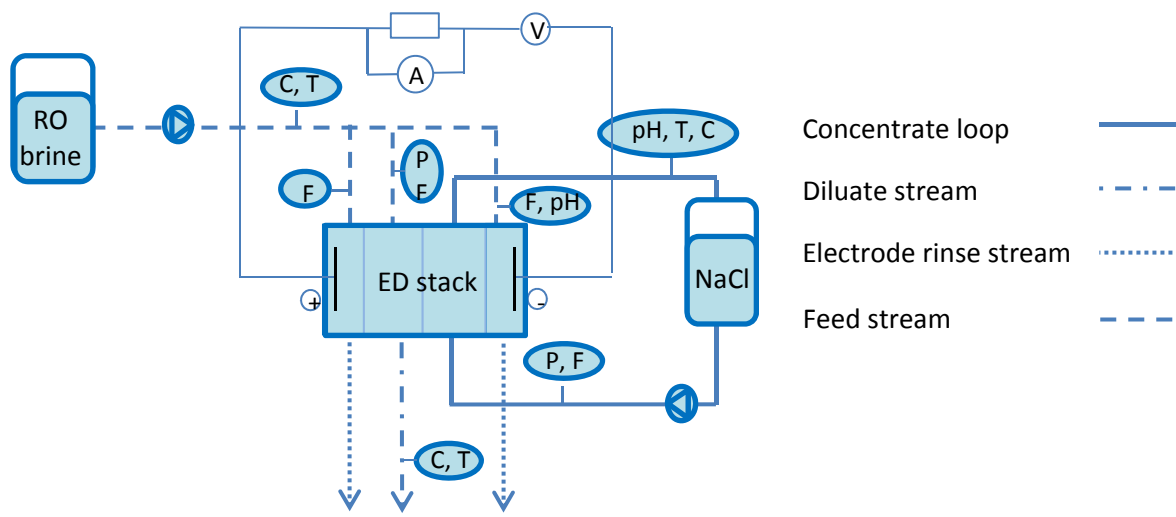 V
A
C, T
RO
brine
pH, T, C
P
F
F
F, pH
ED stack
+
-
NaCl
P, F
C, T
Concentrate loop
Diluate stream
Electrode rinse stream
Feed stream